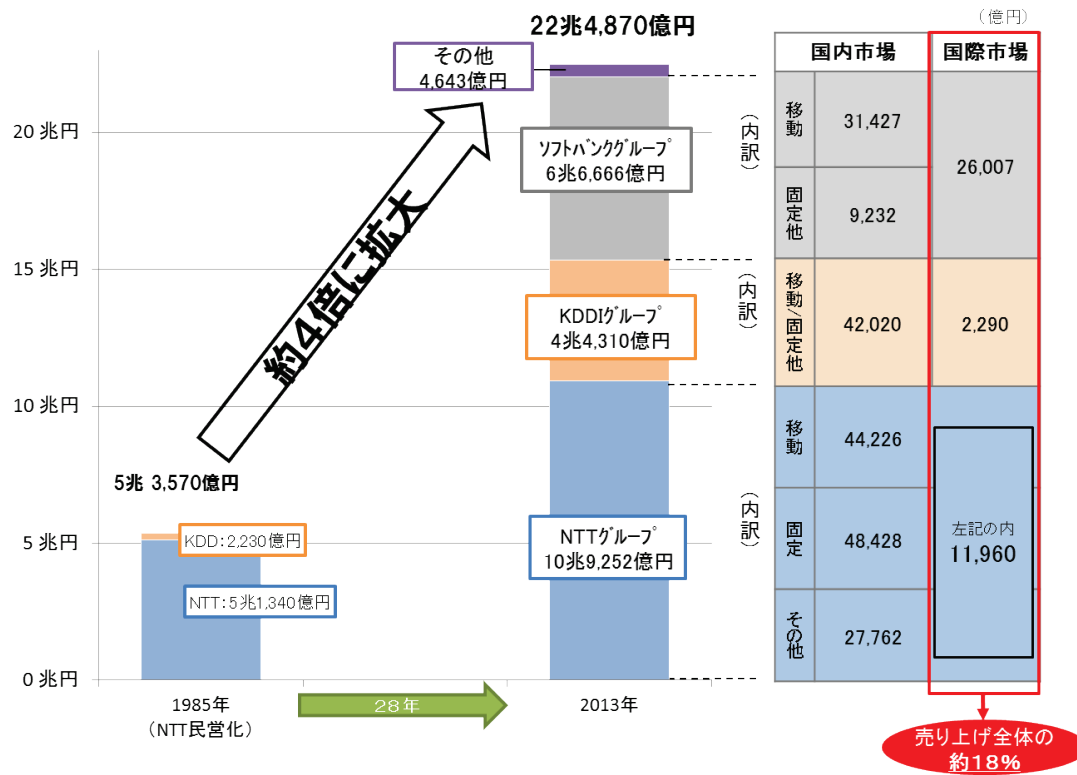 22兆4,870億円
その他
4,643億円
20 兆円
ソフトバンクグループ
6兆6,666億円
15 兆円
約4倍に拡大
KDDIグループ
4兆4,310億円
10 兆円
5兆 3,570億円
KDD：2,230億円
5 兆円
NTT：5兆1,340億円
NTTグループ
10兆9,252億円
0 兆円
1985年
（NTT民営化）
28年
2013年
（内訳）
（内訳）
（内訳）
（億円）
国内市場 国際市場
移動 31,427
26,007
固定他 9,232
移動/固定他 42,020 2,290
移動 44,226
固定 48,428
左記の内
11,960
その他 27,762
売り上げ全体の
約18%